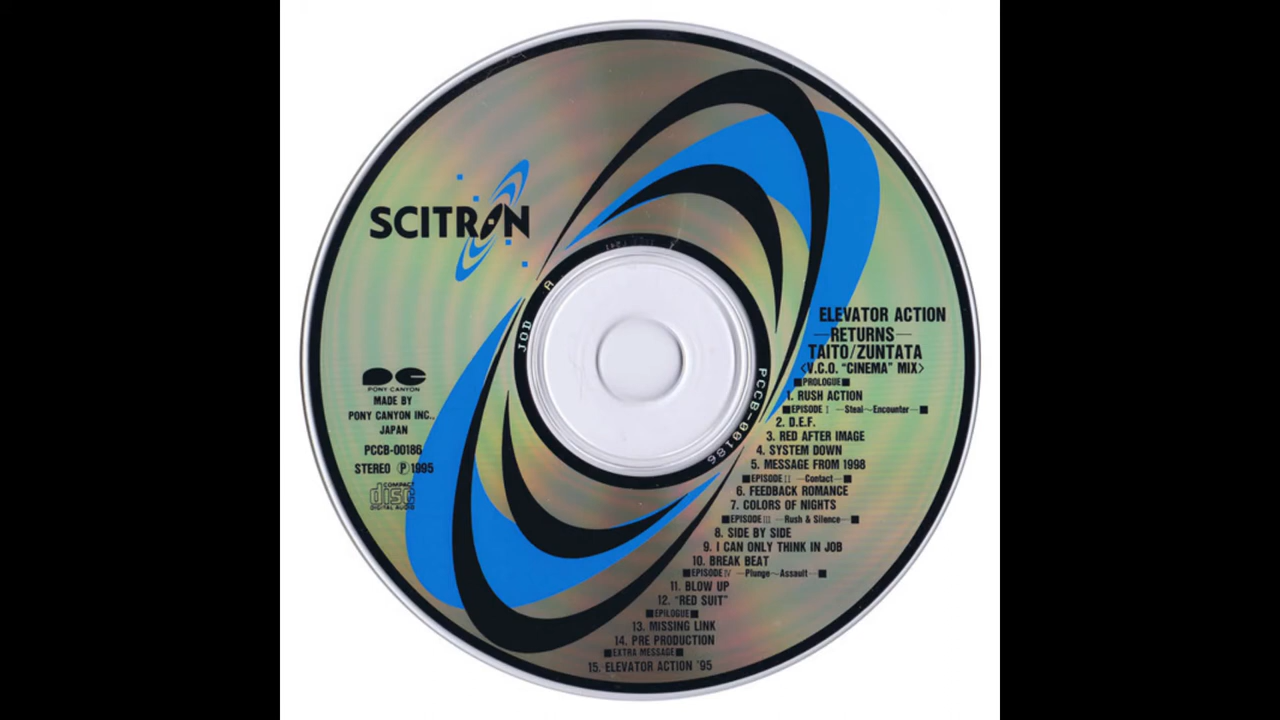 SCITRON
PONY CANYON
MADE BY
PONY CANYON INC.,
JAPAN
PCCB-00186
STEREO Ⓟ1995
COMPACT
disc
DIGITAL AUDIO
JOD
A
PCCB-00186
ELEVATOR ACTION
—RETURNS—
TAITO/ZUNTATA
<V.C.O. "CINEMA" MIX>
■PROLOGUE■
1. RUSH ACTION
■EPISODE I —Steal~Encounter—■
2. D.E.F.
3. RED AFTER IMAGE
4. SYSTEM DOWN
5. MESSAGE FROM 1998
■EPISODE II —Contact—■
6. FEEDBACK ROMANCE
7. COLORS OF NIGHTS
■EPISODE III —Rush & Silence—■
8. SIDE BY SIDE
9. I CAN ONLY THINK IN JOB
10. BREAK BEAT
■EPISODE IV —Plunge~Assault—■
11. BLOW UP
12. "RED SUIT"
■EPILOGUE■
13. MISSING LINK
14. PRE PRODUCTION
■EXTRA MESSAGE■
15. ELEVATOR ACTION '95